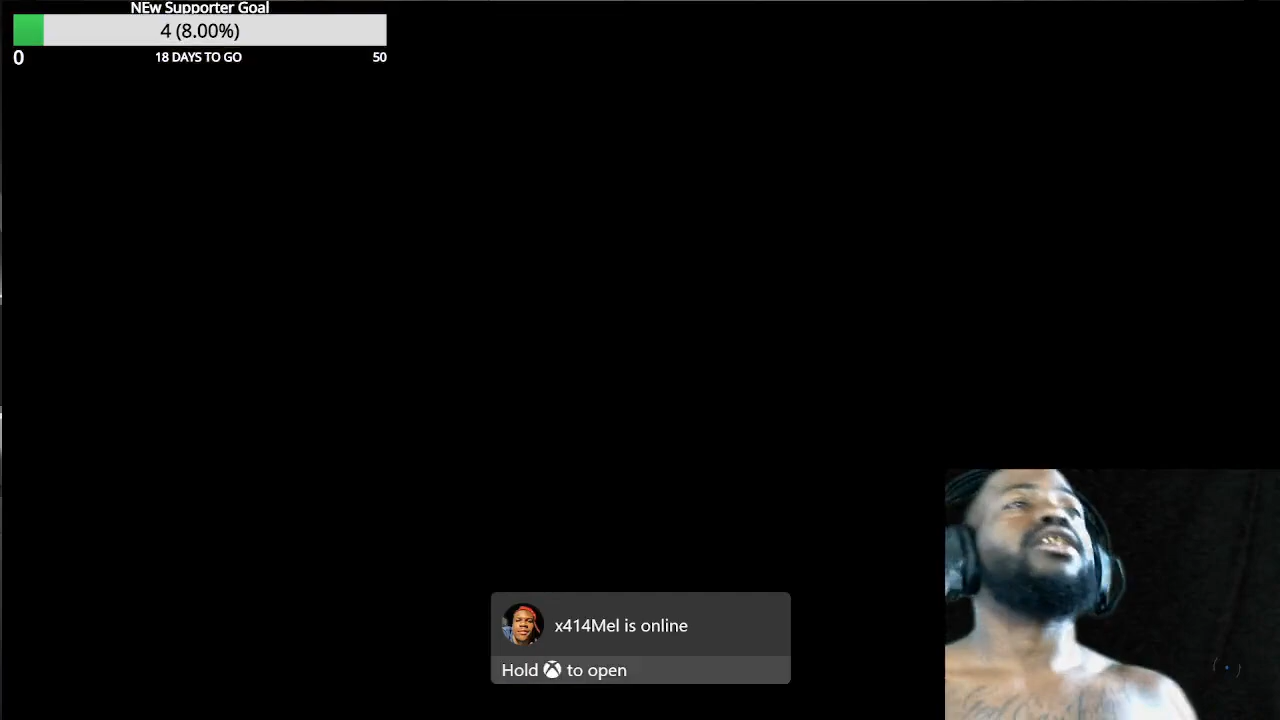 NEw Supporter Goal
4 (8.00%)
0 18 DAYS TO GO 50
x414Mel is online
Hold to open